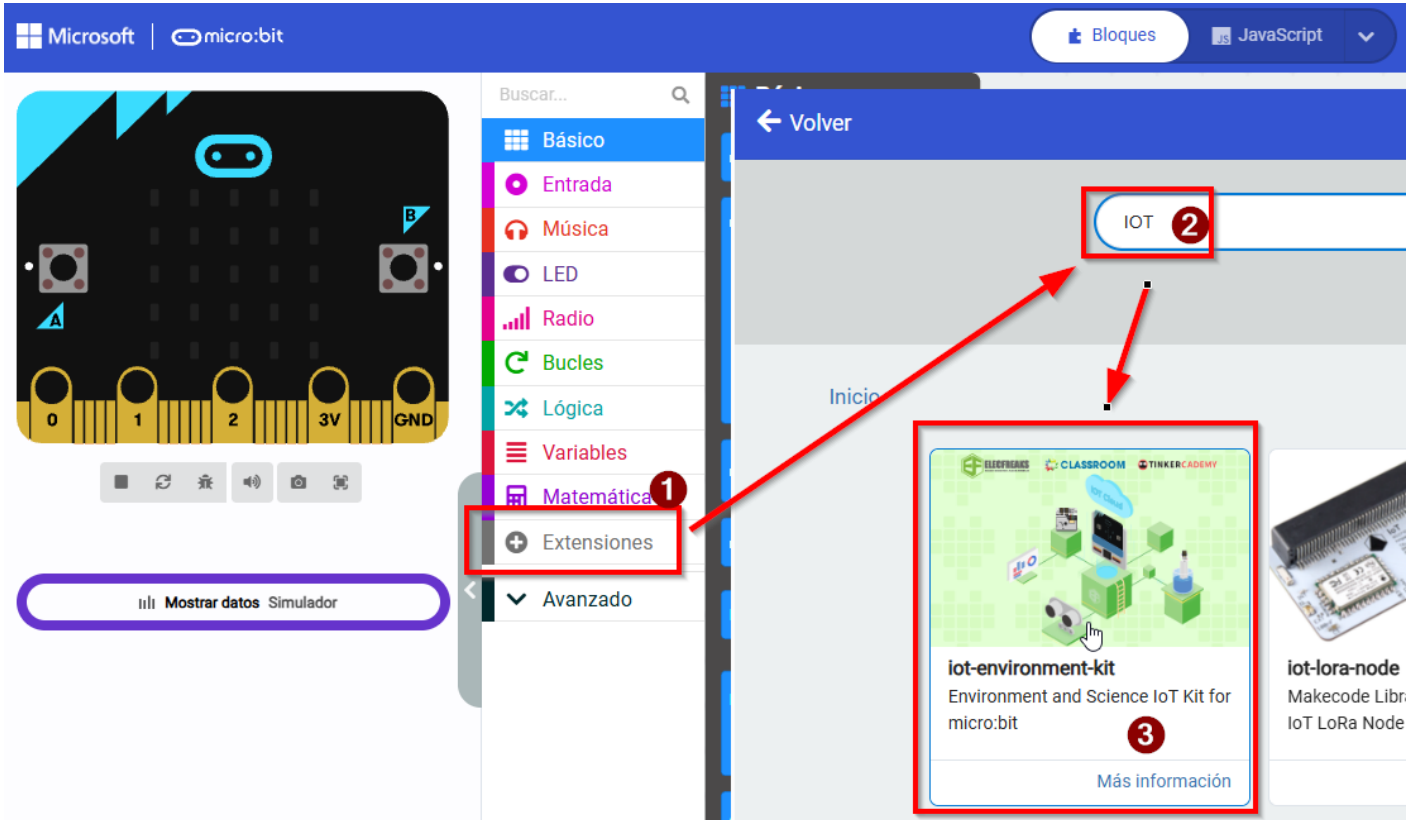 Microsoft
micro:bit
Bloques
JS JavaScript
Buscar...
Básico
Entrada
Música
LED
Radio
Bucles
Lógica
Variables
Matemática
1
Extensiones
Avanzado
B
A
0 1 2 3V GND
Mostrar datos Simulador
Volver
IOT
2
Inicio
ELECFREAKS CLASSROOM TINKERCADEMY
IOT Cloud
iot-environment-kit
Environment and Science IoT Kit for
micro:bit
3
Más información
iot-lora-node
Makecode Libra
IoT LoRa Node